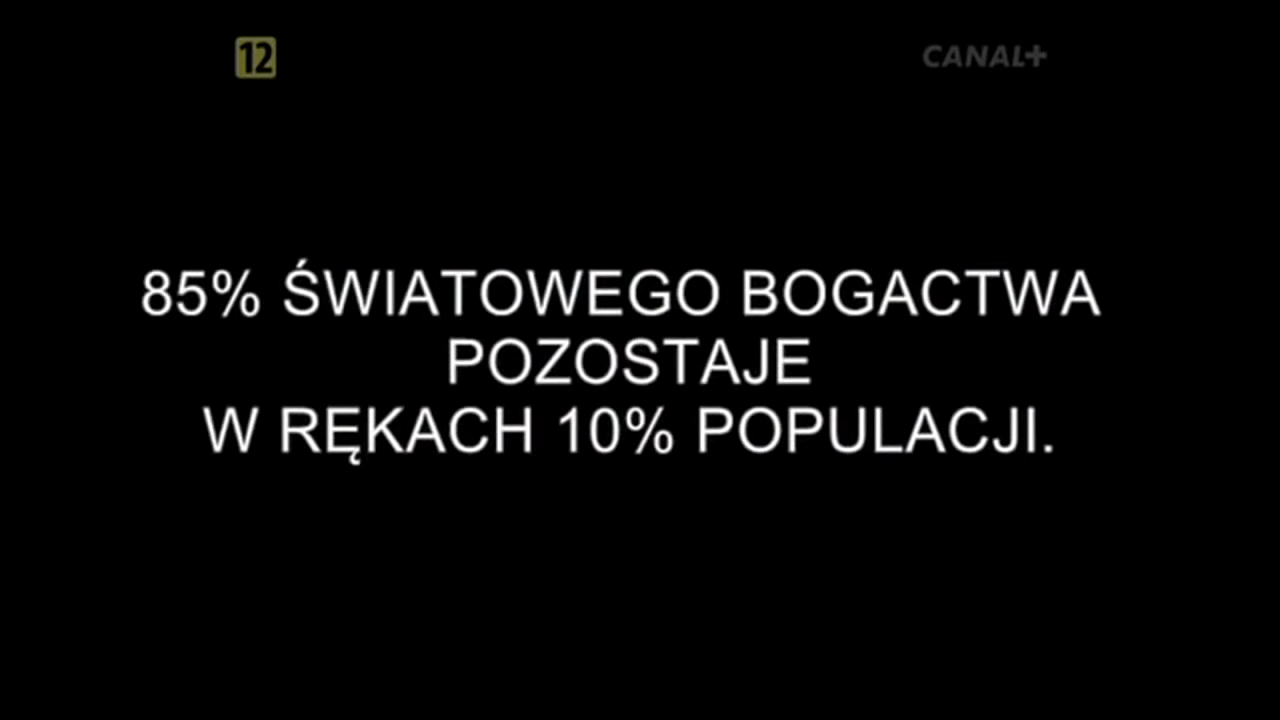 12
CANAL+
85% ŚWIATOWEGO BOGACTWA
POZOSTAJE
W RĘKACH 10% POPULACJI.